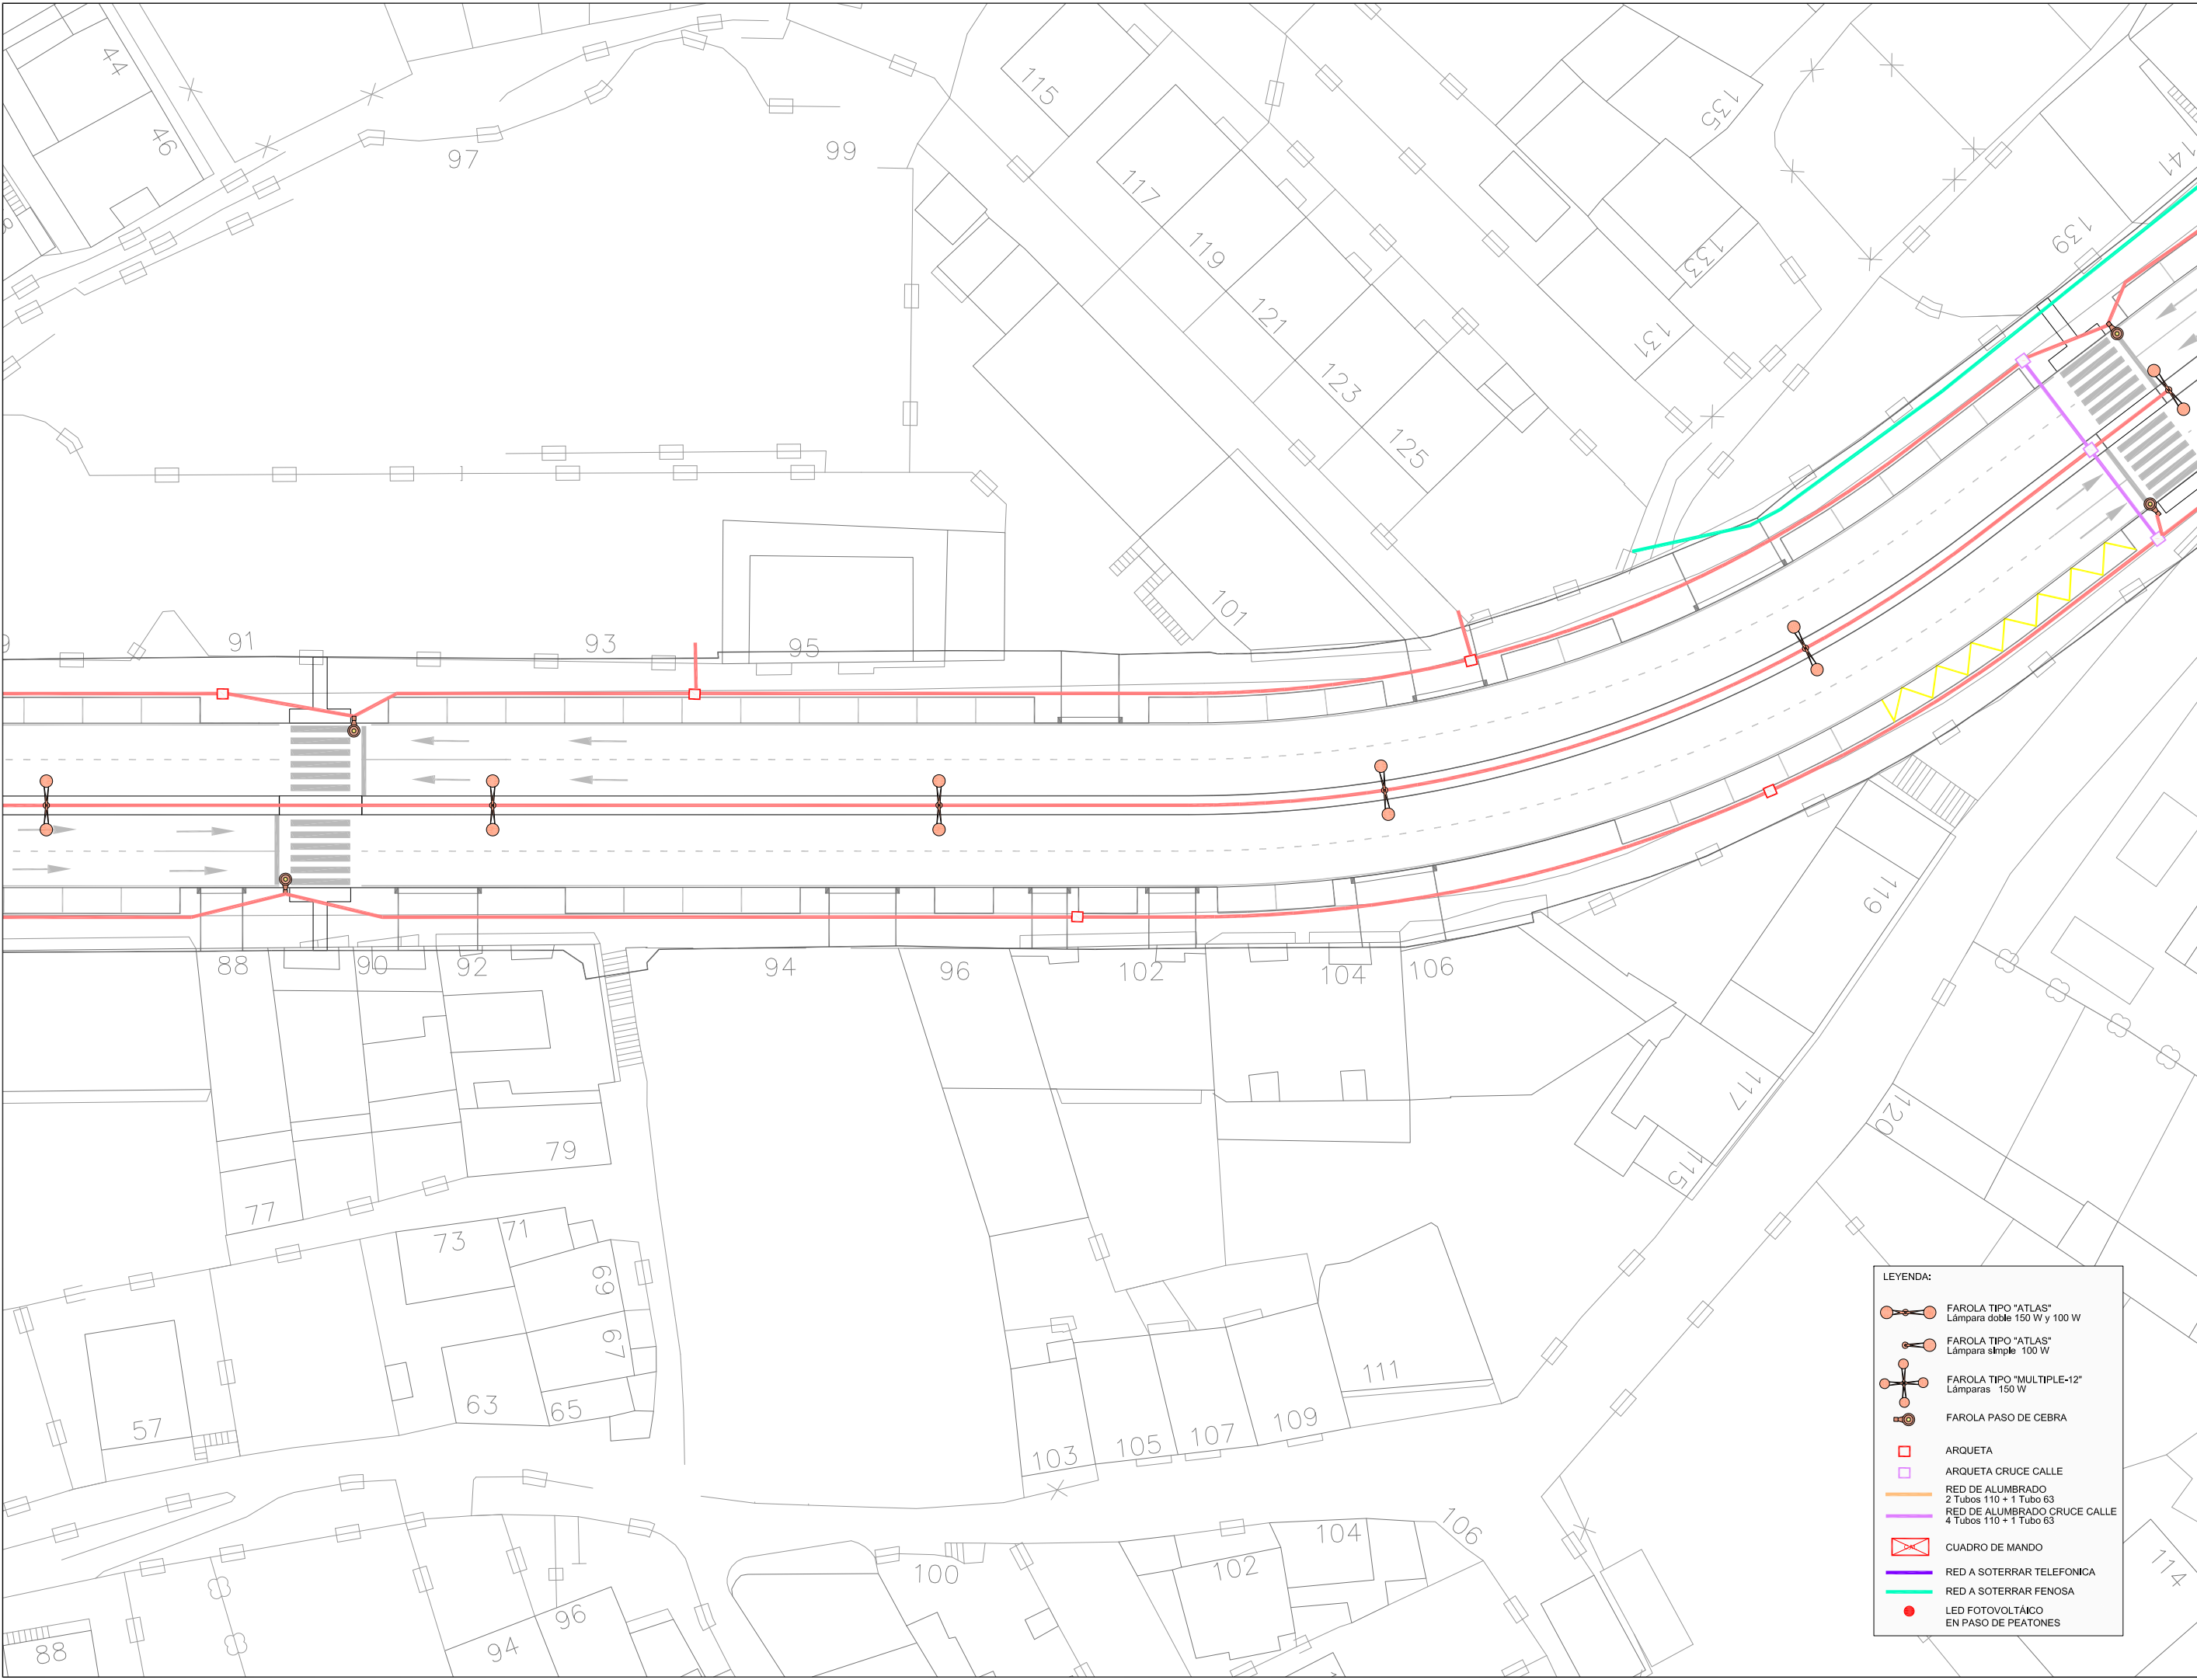 44
46
97
99
115
117
119
121
123
125
135
133
131
139
141
101
91
93
95
88
90
92
94
96
102
104
106
119
117
115
120
79
77
73
71
69
67
63
65
57
111
109
107
105
103
106
104
102
100
96
94
88
114
LEYENDA:
FAROLA TIPO "ATLAS"
Lámpara doble 150 W y 100 W
FAROLA TIPO "ATLAS"
Lámpara simple 100 W
FAROLA TIPO "MULTIPLE-12"
Lámparas 150 W
FAROLA PASO DE CEBRA
ARQUETA
ARQUETA CRUCE CALLE
RED DE ALUMBRADO
2 Tubos 110 + 1 Tubo 63
RED DE ALUMBRADO CRUCE CALLE
4 Tubos 110 + 1 Tubo 63
CUADRO DE MANDO
RED A SOTERRAR TELEFONICA
RED A SOTERRAR FENOSA
LED FOTOVOLTÁICO
EN PASO DE PEATONES